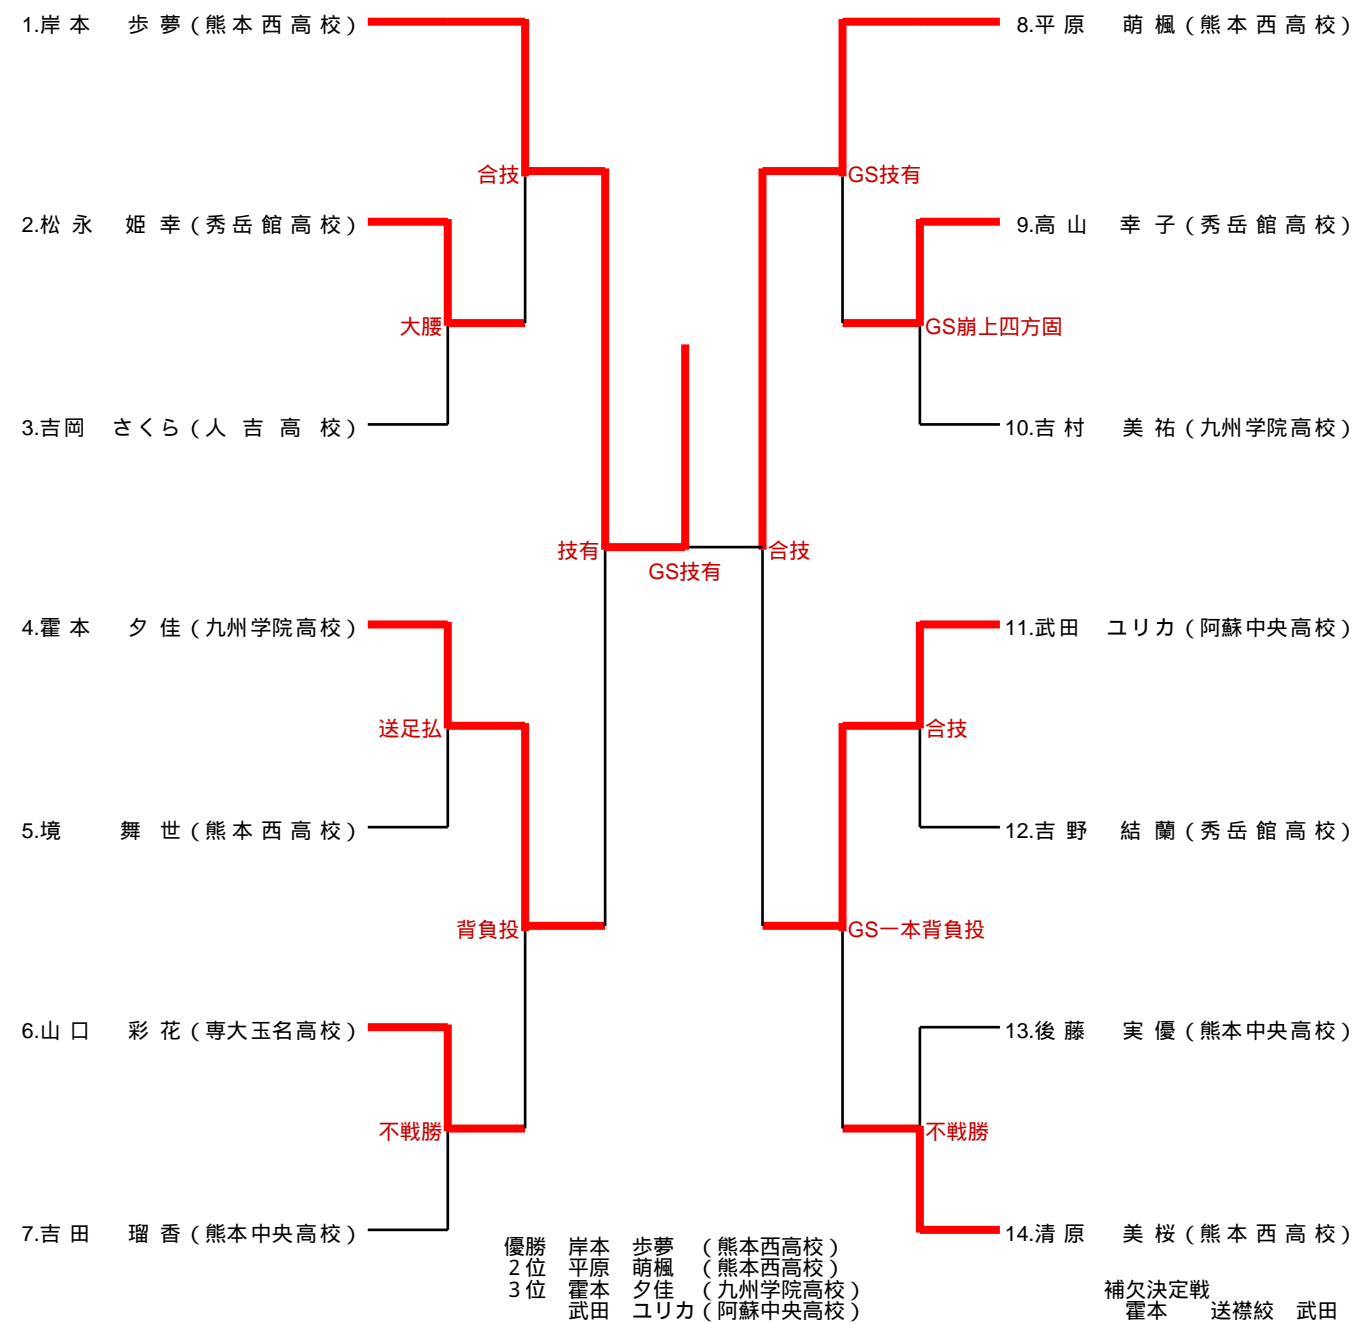 1.岸本 歩夢(熊本西高校)
合技
2.松永 姫幸(秀岳館高校)
大腰
3.吉岡 さくら(人吉高校)
技有
4.霍本 夕佳(九州学院高校)
送足払
5.境 舞世(熊本西高校)
背負投
6.山口 彩花(専大玉名高校)
不戦勝
7.吉田 瑠香(熊本中央高校)
GS技有
8.平原 萌楓(熊本西高校)
GS技有
9.高山 幸子(秀岳館高校)
GS崩上四方固
10.吉村 美祐(九州学院高校)
合技
11.武田 ユリカ(阿蘇中央高校)
合技
12.吉野 結蘭(秀岳館高校)
GS一本背負投
13.後藤 実優(熊本中央高校)
不戦勝
14.清原 美桜(熊本西高校)
優勝 岸本 歩夢 (熊本西高校)
2位 平原 萌楓 (熊本西高校)
3位 霍本 夕佳 (九州学院高校)
武田 ユリカ(阿蘇中央高校)
補欠決定戦
霍本 送襟絞 武田